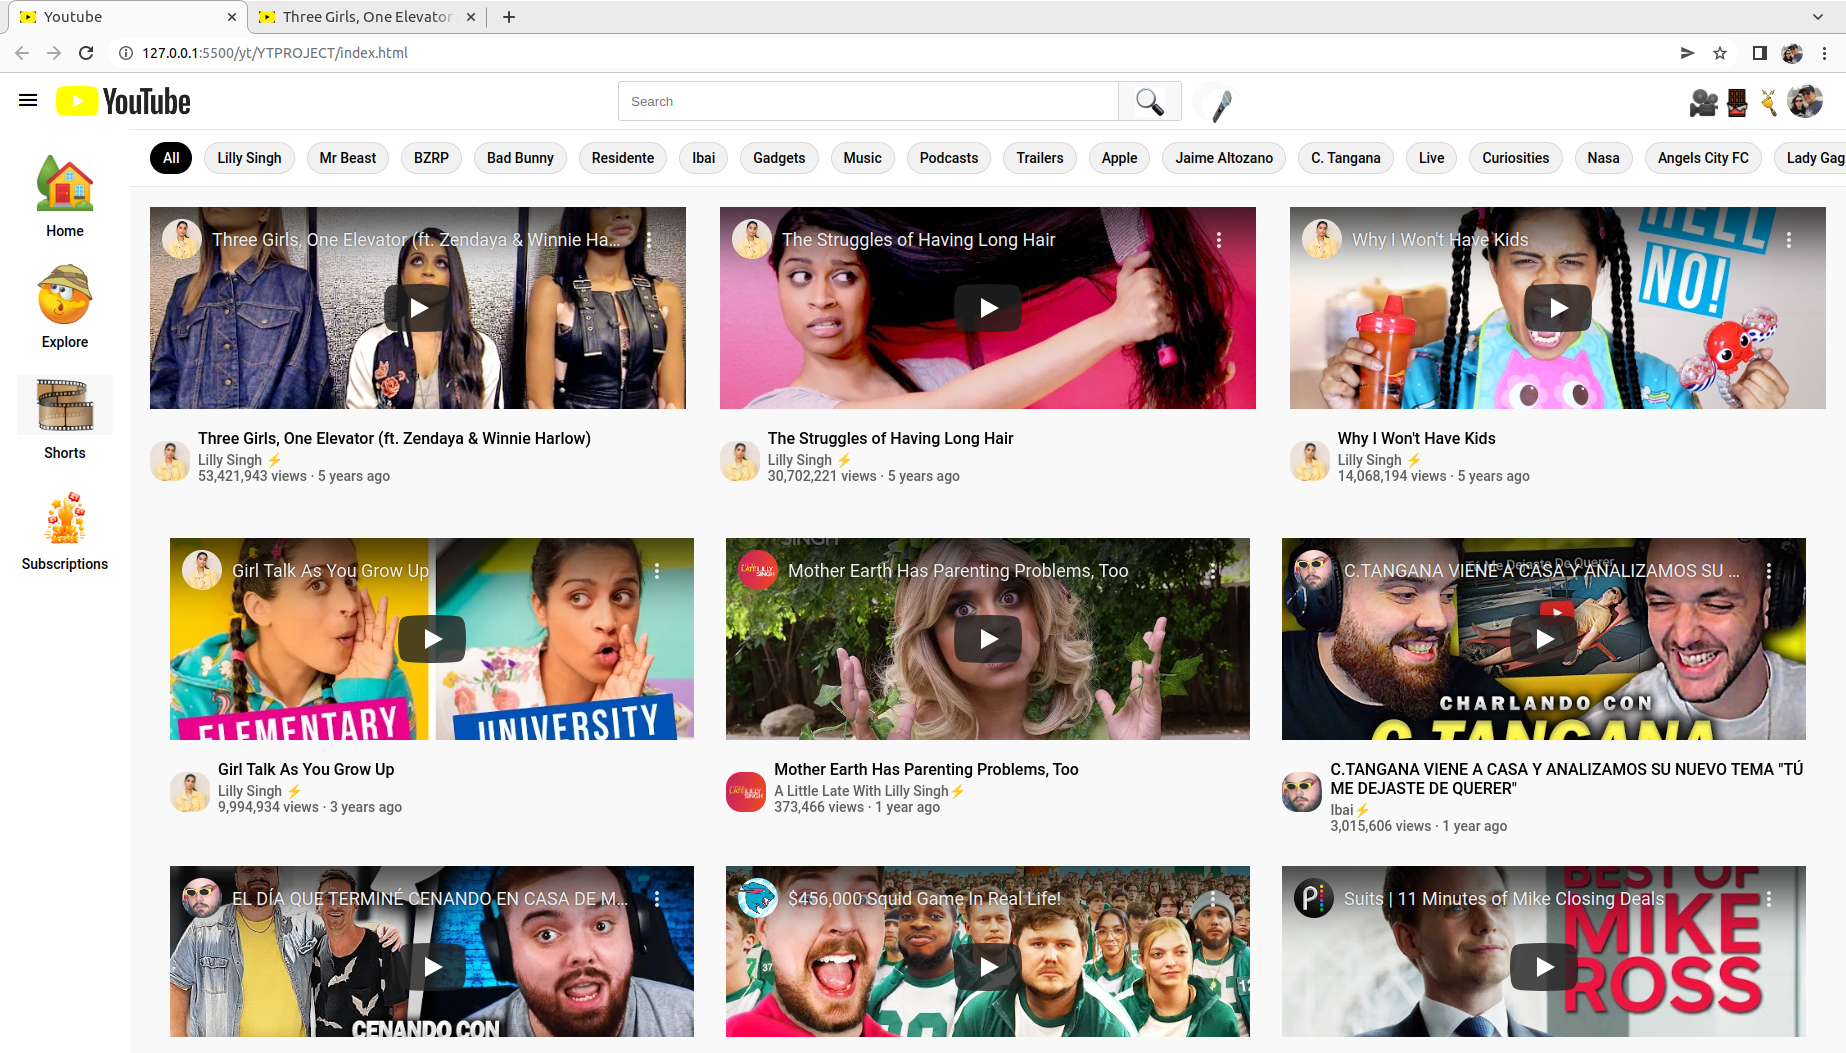 Youtube
Three Girls, One Elevator
127.0.0.1:5500/yt/YTPROJECT/index.html
YouTube
Search
All
Lilly Singh
Mr Beast
BZRP
Bad Bunny
Residente
Ibai
Gadgets
Music
Podcasts
Trailers
Apple
Jaime Altozano
C. Tangana
Live
Curiosities
Nasa
Angels City FC
Lady Gag
Home
Explore
Shorts
Subscriptions
Three Girls, One Elevator (ft. Zendaya & Winnie Ha...
The Struggles of Having Long Hair
Why I Won't Have Kids
HELL
NO!
Three Girls, One Elevator (ft. Zendaya & Winnie Harlow)
Lilly Singh ⚡
53,421,943 views · 5 years ago
The Struggles of Having Long Hair
Lilly Singh ⚡
30,702,221 views · 5 years ago
Why I Won't Have Kids
Lilly Singh ⚡
14,068,194 views · 5 years ago
Girl Talk As You Grow Up
ELEMENTARY
UNIVERSITY
SINGH
Mother Earth Has Parenting Problems, Too
C.TANGANA VIENE A CASA Y ANALIZAMOS SU ...
Me Dejaste De Querer
CHARLANDO CON
C.TANGANA
Girl Talk As You Grow Up
Lilly Singh ⚡
9,994,934 views · 3 years ago
Mother Earth Has Parenting Problems, Too
A Little Late With Lilly Singh⚡
373,466 views · 1 year ago
C.TANGANA VIENE A CASA Y ANALIZAMOS SU NUEVO TEMA "TÚ
ME DEJASTE DE QUERER"
Ibai⚡
3,015,606 views · 1 year ago
EL DÍA QUE TERMINÉ CENANDO EN CASA DE M...
CENANDO CON
$456,000 Squid Game In Real Life!
37
Suits | 11 Minutes of Mike Closing Deals
BEST OF
MIKE
ROSS